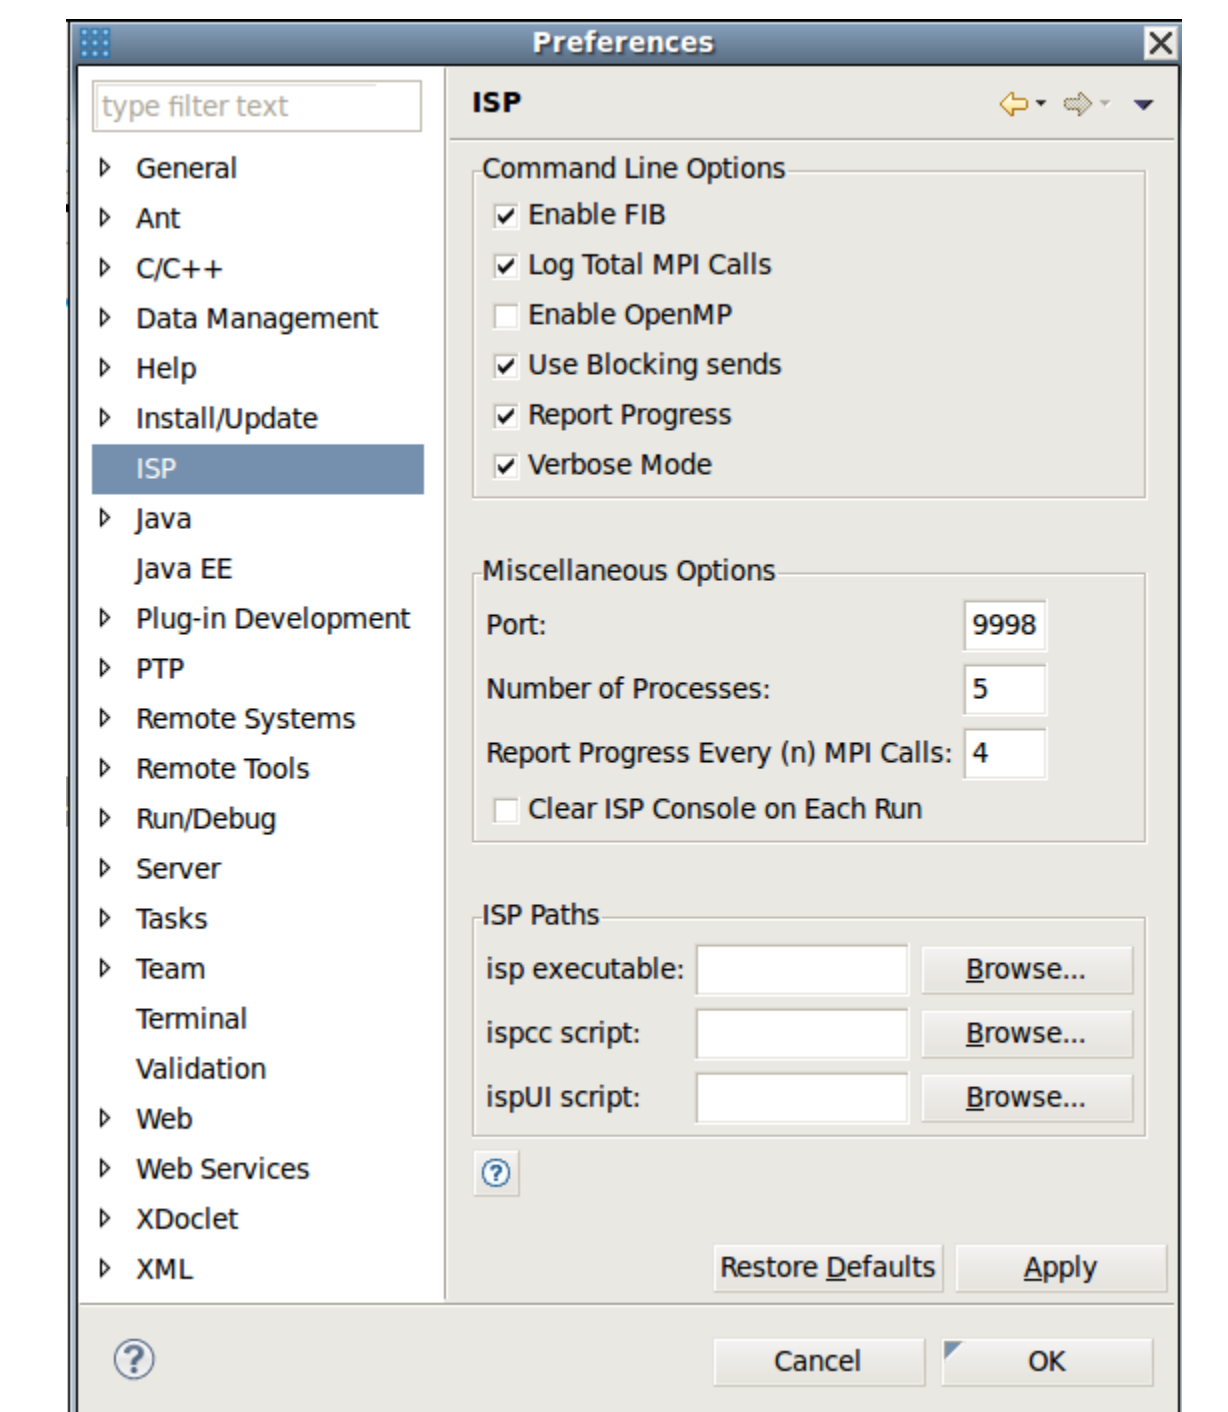 Preferences
type filter text
General
Ant
C/C++
Data Management
Help
Install/Update
ISP
Java
Java EE
Plug-in Development
PTP
Remote Systems
Remote Tools
Run/Debug
Server
Tasks
Team
Terminal
Validation
Web
Web Services
XDoclet
XML
ISP
Command Line Options
Enable FIB
Log Total MPI Calls
Enable OpenMP
Use Blocking sends
Report Progress
Verbose Mode
Miscellaneous Options
Port: 9998
Number of Processes: 5
Report Progress Every (n) MPI Calls: 4
Clear ISP Console on Each Run
ISP Paths
isp executable: Browse...
ispcc script: Browse...
ispUI script: Browse...
Restore Defaults Apply
Cancel OK